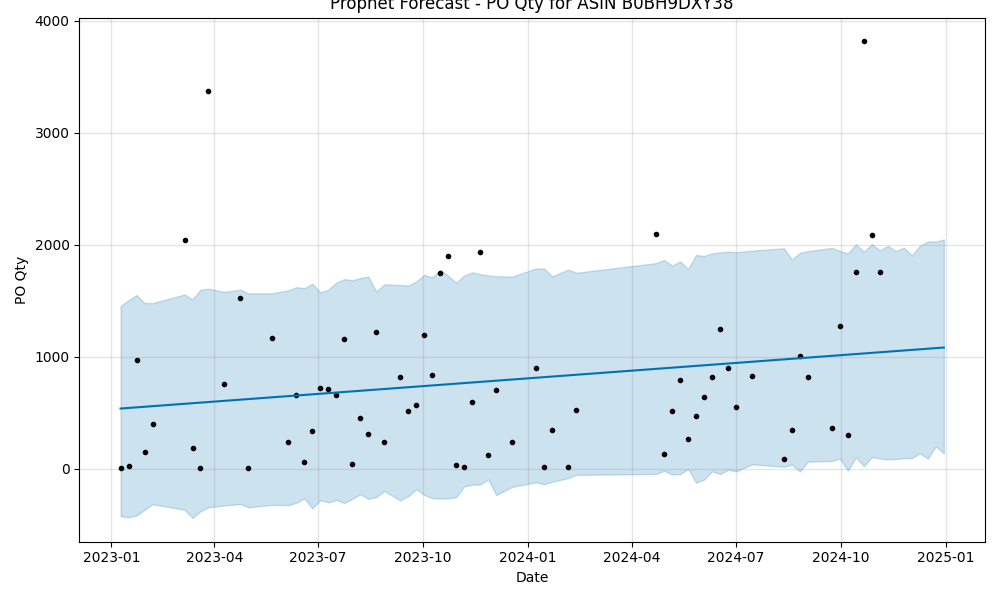 Prophet Forecast - PO Qty for ASIN B0BH9DXY38
4000
3000
2000
1000
0
PO Qty
2023-01 2023-04 2023-07 2023-10 2024-01 2024-04 2024-07 2024-10 2025-01
Date